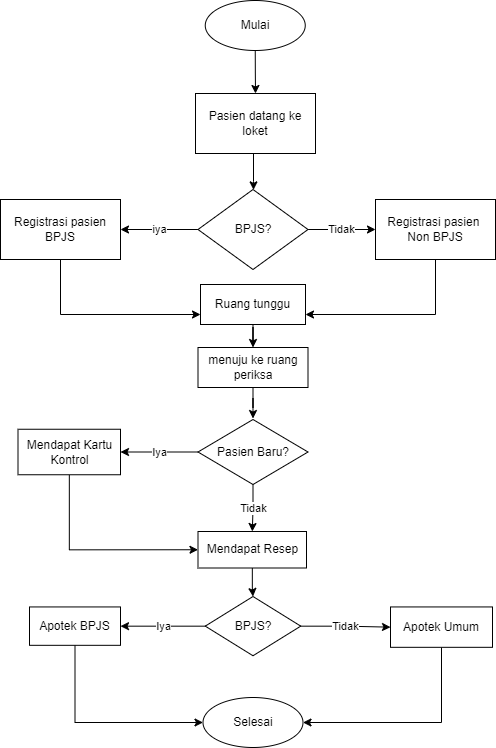 Mulai
Pasien datang ke
loket
Registrasi pasien
BPJS
iya
BPJS?
Tidak
Registrasi pasien
Non BPJS
Ruang tunggu
menuju ke ruang
periksa
Mendapat Kartu
Kontrol
Iya
Pasien Baru?
Tidak
Mendapat Resep
Apotek BPJS
Iya
BPJS?
Tidak
Apotek Umum
Selesai